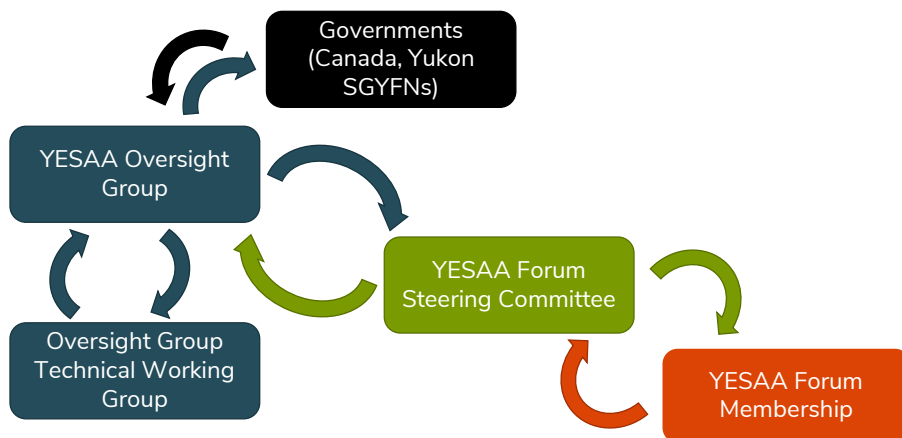 Governments
(Canada, Yukon
SGYFNs)
YESAA Oversight
Group
YESAA Forum
Steering Committee
Oversight Group
Technical Working
Group
YESAA Forum
Membership